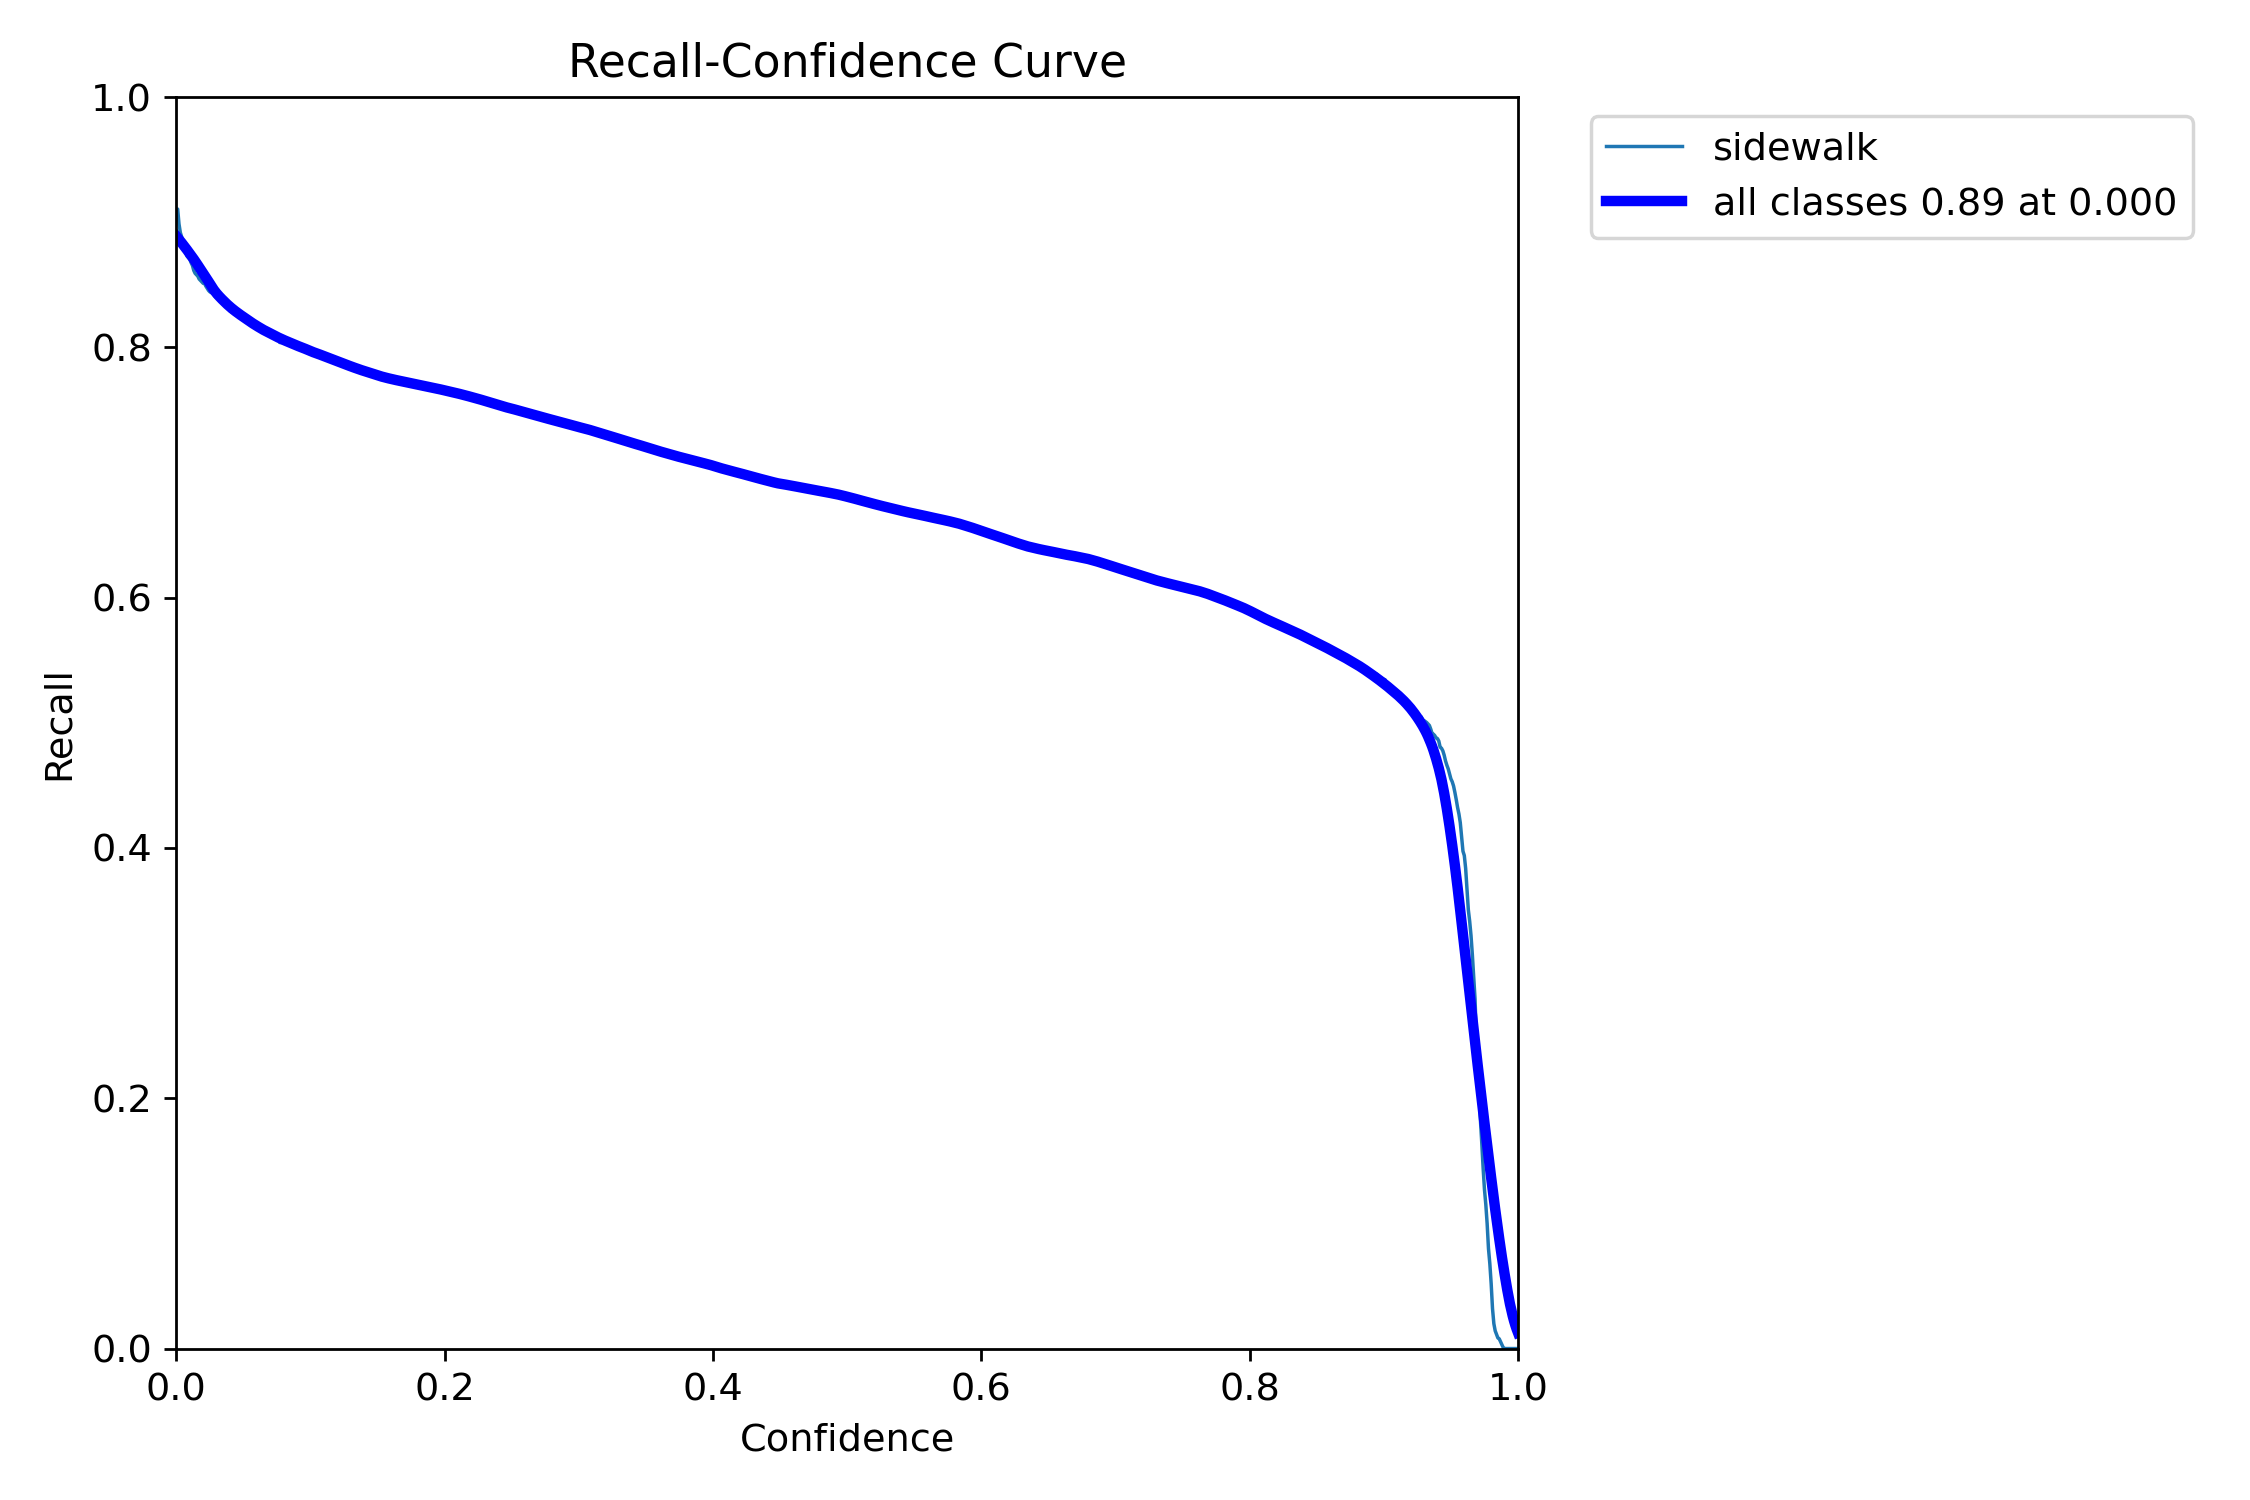 Recall-Confidence Curve
1.0
0.8
0.6
0.4
0.2
0.0
Recall
0.0 0.2 0.4 0.6 0.8 1.0
Confidence
sidewalk
all classes 0.89 at 0.000